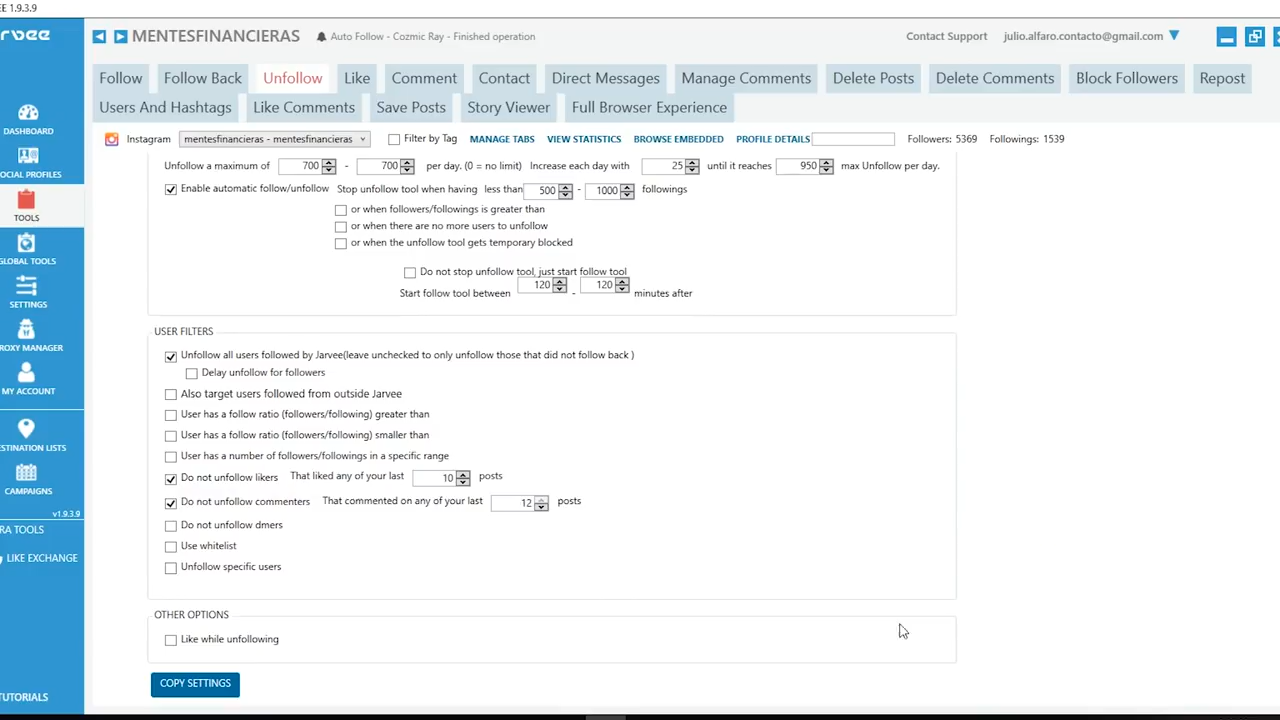 EE 1.9.3.9
rvee
MENTESFINANCIERAS
Auto Follow - Cozmic Ray - Finished operation
Contact Support
julio.alfaro.contacto@gmail.com
Follow
Follow Back
Unfollow
Like
Comment
Contact
Direct Messages
Manage Comments
Delete Posts
Delete Comments
Block Followers
Repost
Users And Hashtags
Like Comments
Save Posts
Story Viewer
Full Browser Experience
Instagram
mentesfinancieras - mentesfinancieras
Filter by Tag
MANAGE TABS
VIEW STATISTICS
BROWSE EMBEDDED
PROFILE DETAILS
Followers: 5369
Followings: 1539
DASHBOARD
OCIAL PROFILES
TOOLS
GLOBAL TOOLS
SETTINGS
ROXY MANAGER
MY ACCOUNT
ESTINATION LISTS
CAMPAIGNS
v1.9.3.9
RA TOOLS
LIKE EXCHANGE
TUTORIALS
Unfollow a maximum of 700 - 700 per day. (0 = no limit) Increase each day with 25 until it reaches 950 max Unfollow per day.
Enable automatic follow/unfollow Stop unfollow tool when having less than 500 - 1000 followings
or when followers/followings is greater than
or when there are no more users to unfollow
or when the unfollow tool gets temporary blocked
Do not stop unfollow tool, just start follow tool
Start follow tool between 120 - 120 minutes after
USER FILTERS
Unfollow all users followed by Jarvee(leave unchecked to only unfollow those that did not follow back )
Delay unfollow for followers
Also target users followed from outside Jarvee
User has a follow ratio (followers/following) greater than
User has a follow ratio (followers/following) smaller than
User has a number of followers/followings in a specific range
Do not unfollow likers That liked any of your last 10 posts
Do not unfollow commenters That commented on any of your last 12 posts
Do not unfollow dmers
Use whitelist
Unfollow specific users
OTHER OPTIONS
Like while unfollowing
COPY SETTINGS